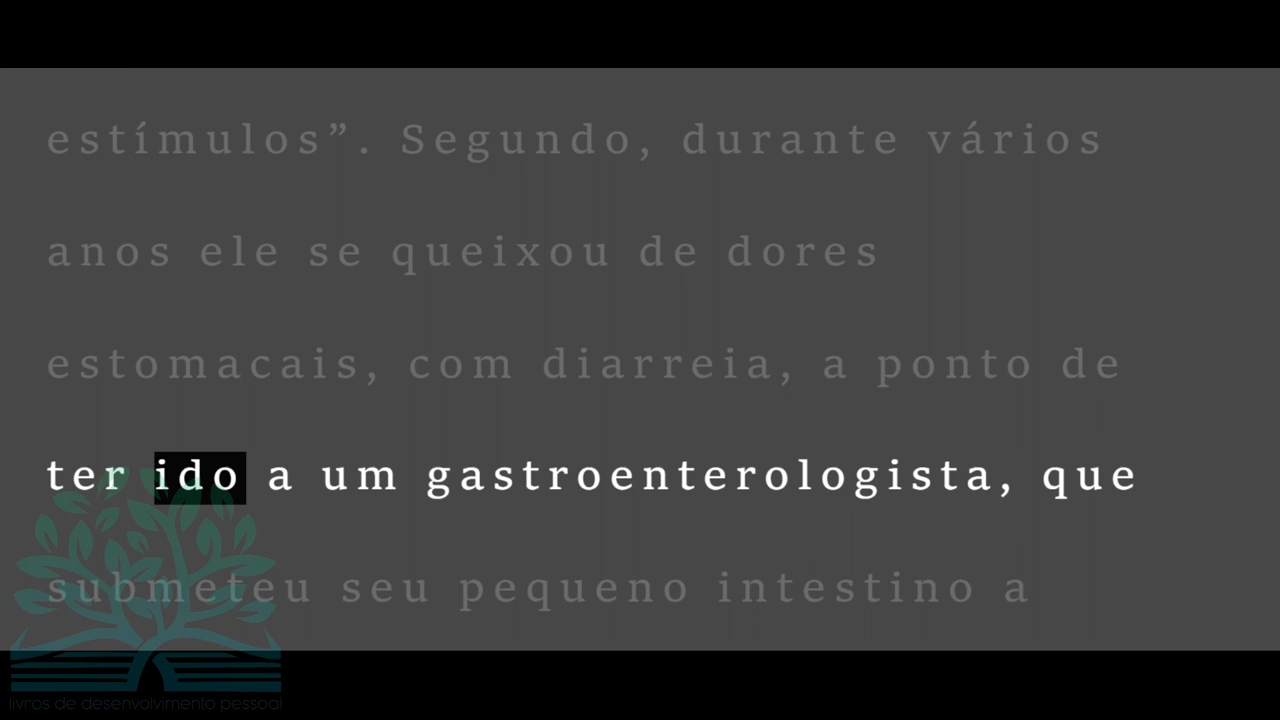 estímulos”. Segundo, durante vários
anos ele se queixou de dores
estomacais, com diarreia, a ponto de
ter ido a um gastroenterologista, que
submeteu seu pequeno intestino a
livros de desenvolvimento pessoal